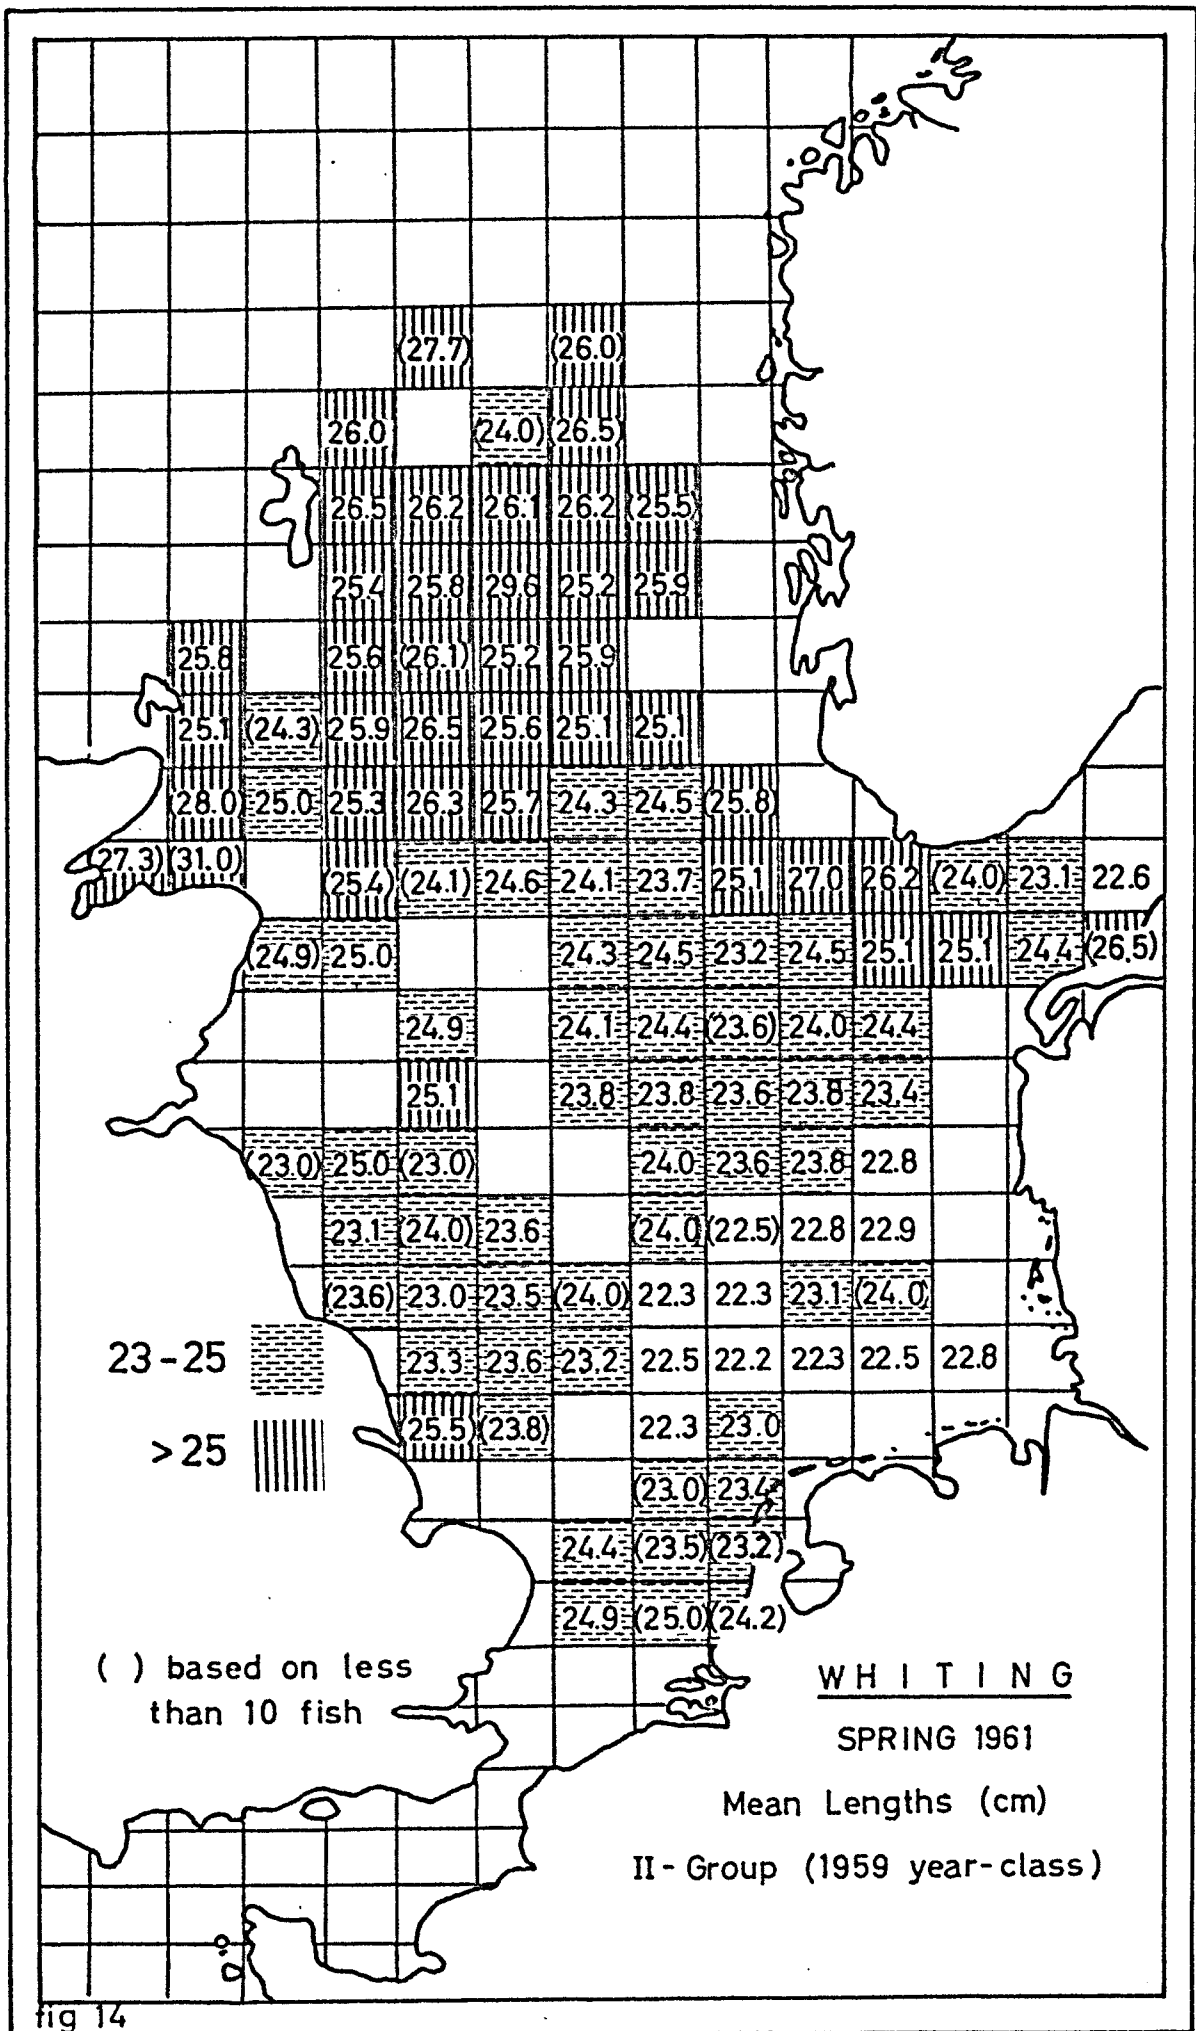 (27.7) (26.0)
26.0 (24.0) (26.5)
26.5 26.2 26.1 26.2 (25.5)
25.4 25.8 29.6 25.2 25.9
25.8 25.6 (26.1) 25.2 25.9
25.1 (24.3) 25.9 26.5 25.6 25.1 25.1
(28.0) 25.0 25.3 26.3 25.7 24.3 24.5 (25.8)
(27.3) (31.0) (25.4) (24.1) 24.6 24.1 23.7 25.1 27.0 26.2 (24.0) 23.1 22.6
(24.9) 25.0 24.3 24.5 23.2 24.5 25.1 25.1 24.4 (26.5)
24.9 24.1 24.4 (23.6) 24.0 24.4
25.1 23.8 23.8 23.6 23.8 23.4
(23.0) 25.0 (23.0) 24.0 23.6 23.8 22.8
23.1 (24.0) 23.6 (24.0) (22.5) 22.8 22.9
(23.6) 23.0 23.5 (24.0) 22.3 22.3 23.1 (24.0)
23-25
23.3 23.6 23.2 22.5 22.2 22.3 22.5 22.8
>25
(25.5) (23.8) 22.3 23.0
(23.0) 23.4
24.4 (23.5) (23.2)
24.9 (25.0) (24.2)
( ) based on less
than 10 fish
WHITING
SPRING 1961
Mean Lengths (cm)
II-Group (1959 year-class)
fig 14